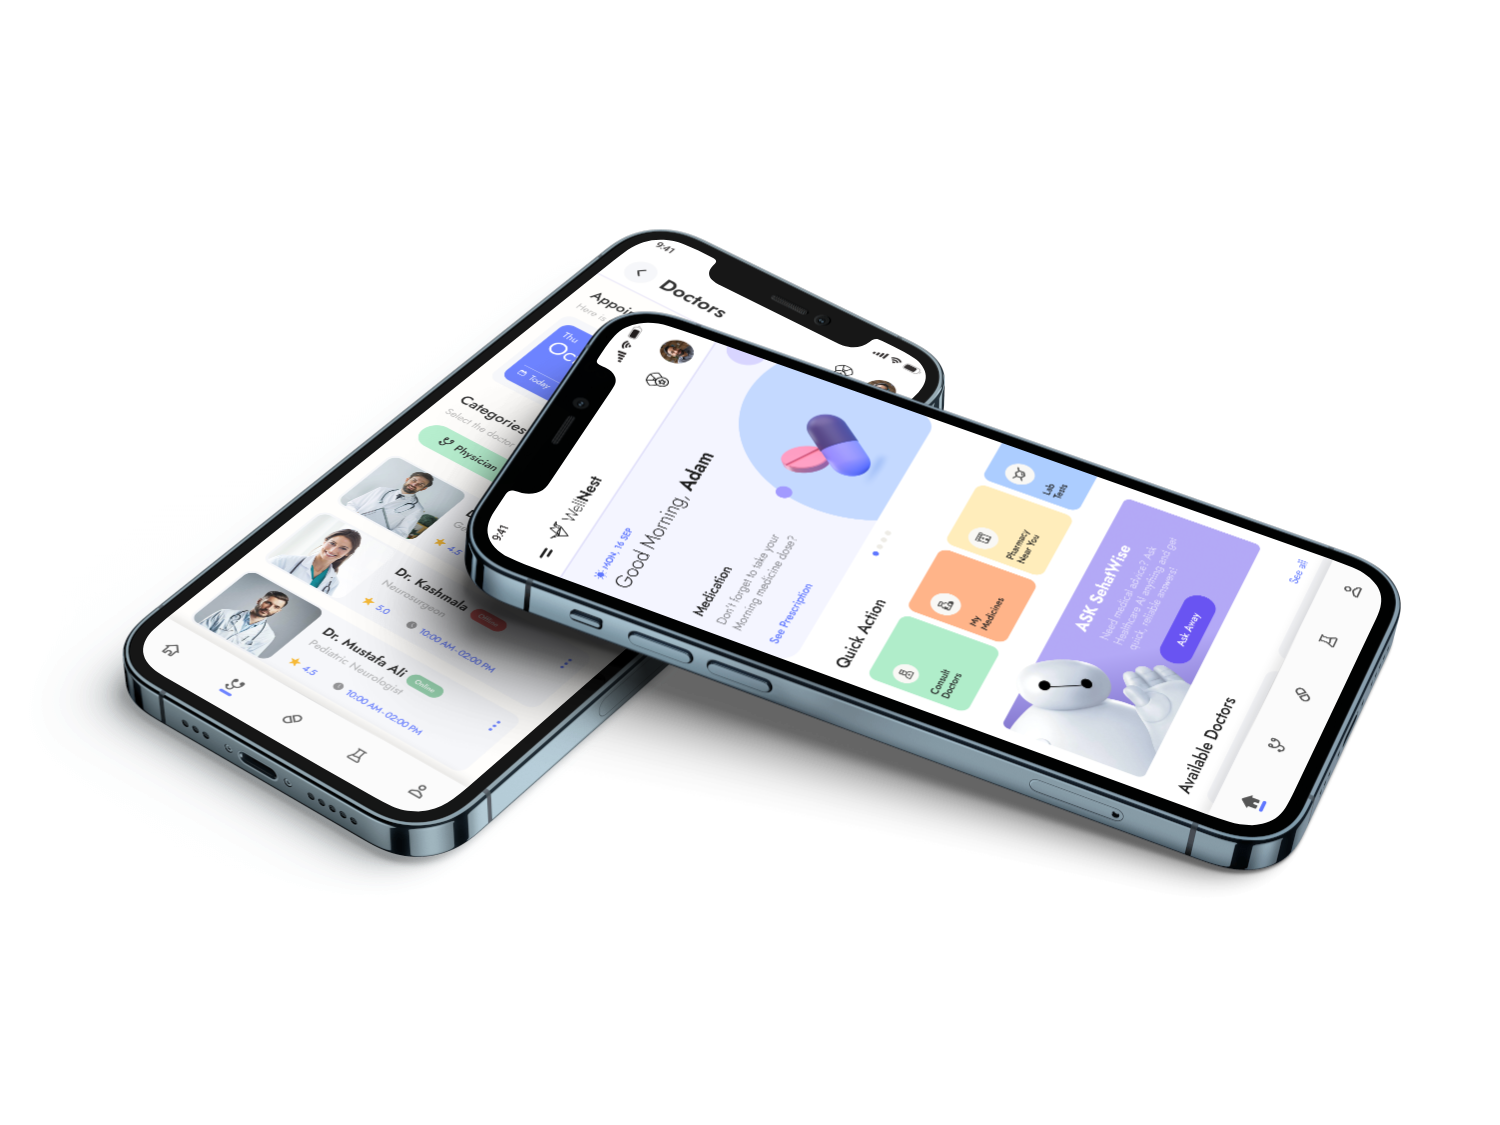 9:41
Doctors
Appoi
Here is
Thu
Oc
Today
Categories
Select the doctor
Physician
4.5
Dr. Kashmala
Neurosurgeon
Offline
5.0
10:00 AM - 02:00 PM
Dr. Mustafa Ali
Pediatric Neurologist
Online
4.5
10:00 AM - 02:00 PM
9:41
WellNest
MON, 16 SEP
Good Morning, Adam
Medication
Don't forget to take your
Morning medicine dose?
See Prescription
Quick Action
Consult
Doctors
My
Medicines
Pharmacy
Near You
Lab
Tests
ASK SehatWise
Need medical advice? Ask
Healthcare AI anything and get
quick, reliable answers!
Ask Away
Available Doctors
See all